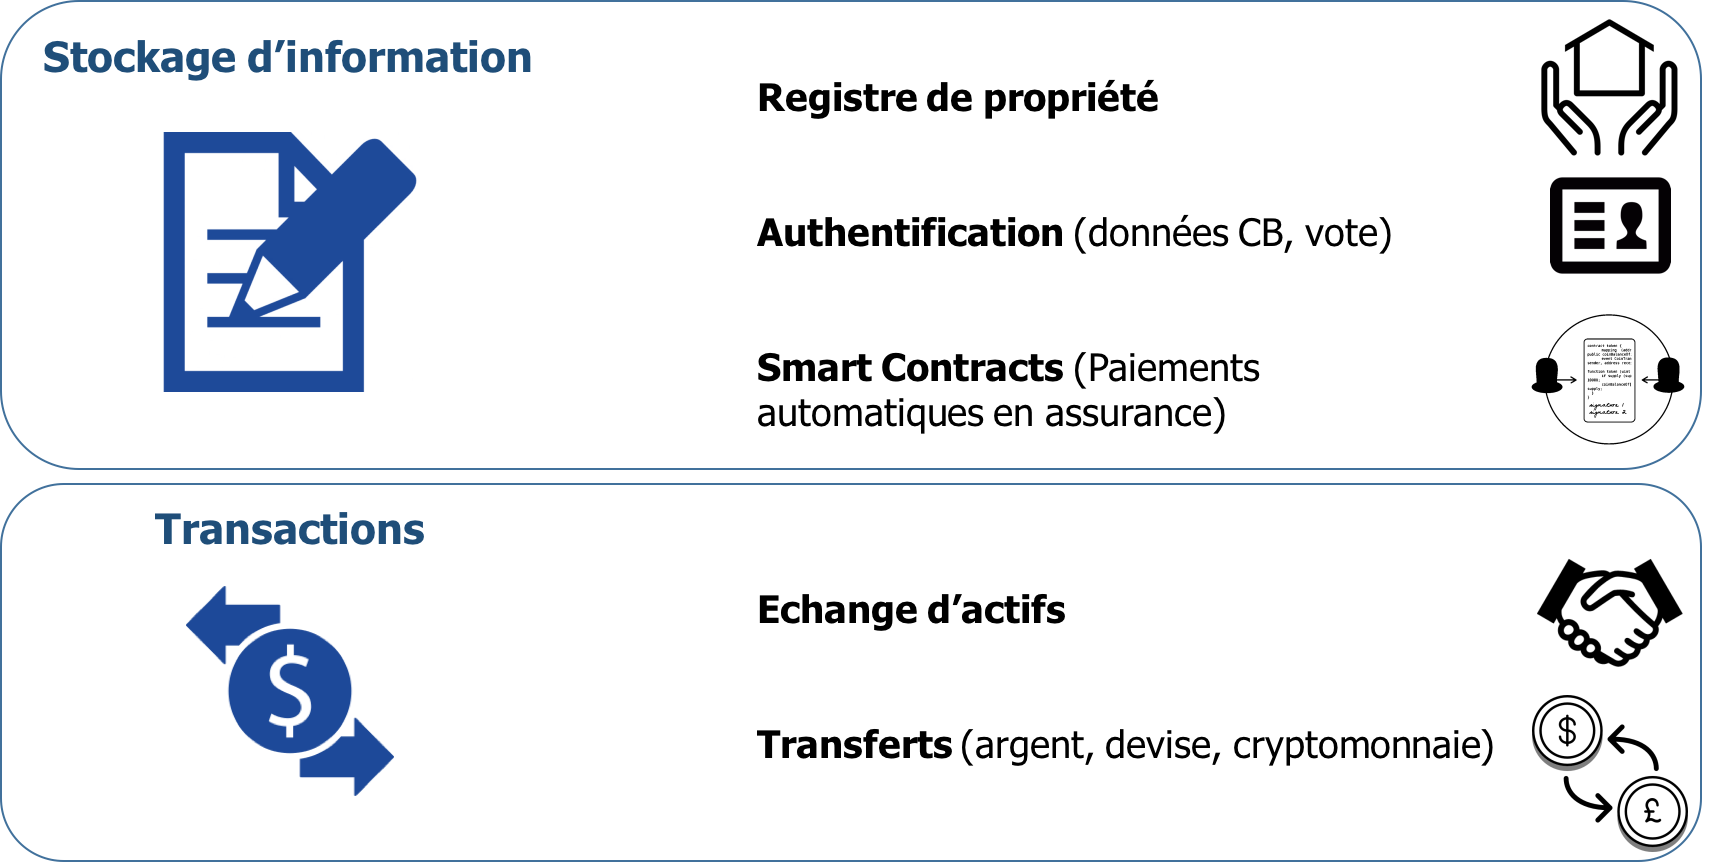 Stockage d’information
Registre de propriété
Authentification (données CB, vote)
Smart Contracts (Paiements
automatiques en assurance)
Transactions
Echange d’actifs
Transferts (argent, devise, cryptomonnaie)
$
$
£